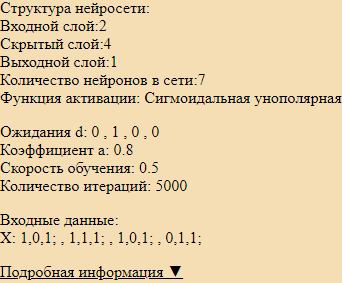 Структура нейросети:
Входной слой:2
Скрытый слой:4
Выходной слой:1
Количество нейронов в сети:7
Функция активации: Сигмоидальная униполярная
Ожидания d: 0 , 1 , 0 , 0
Коэффициент a: 0.8
Скорость обучения: 0.5
Количество итераций: 5000
Входные данные:
X: 1,0,1; , 1,1,1; , 1,0,1; , 0,1,1;
Подробная информация ▼